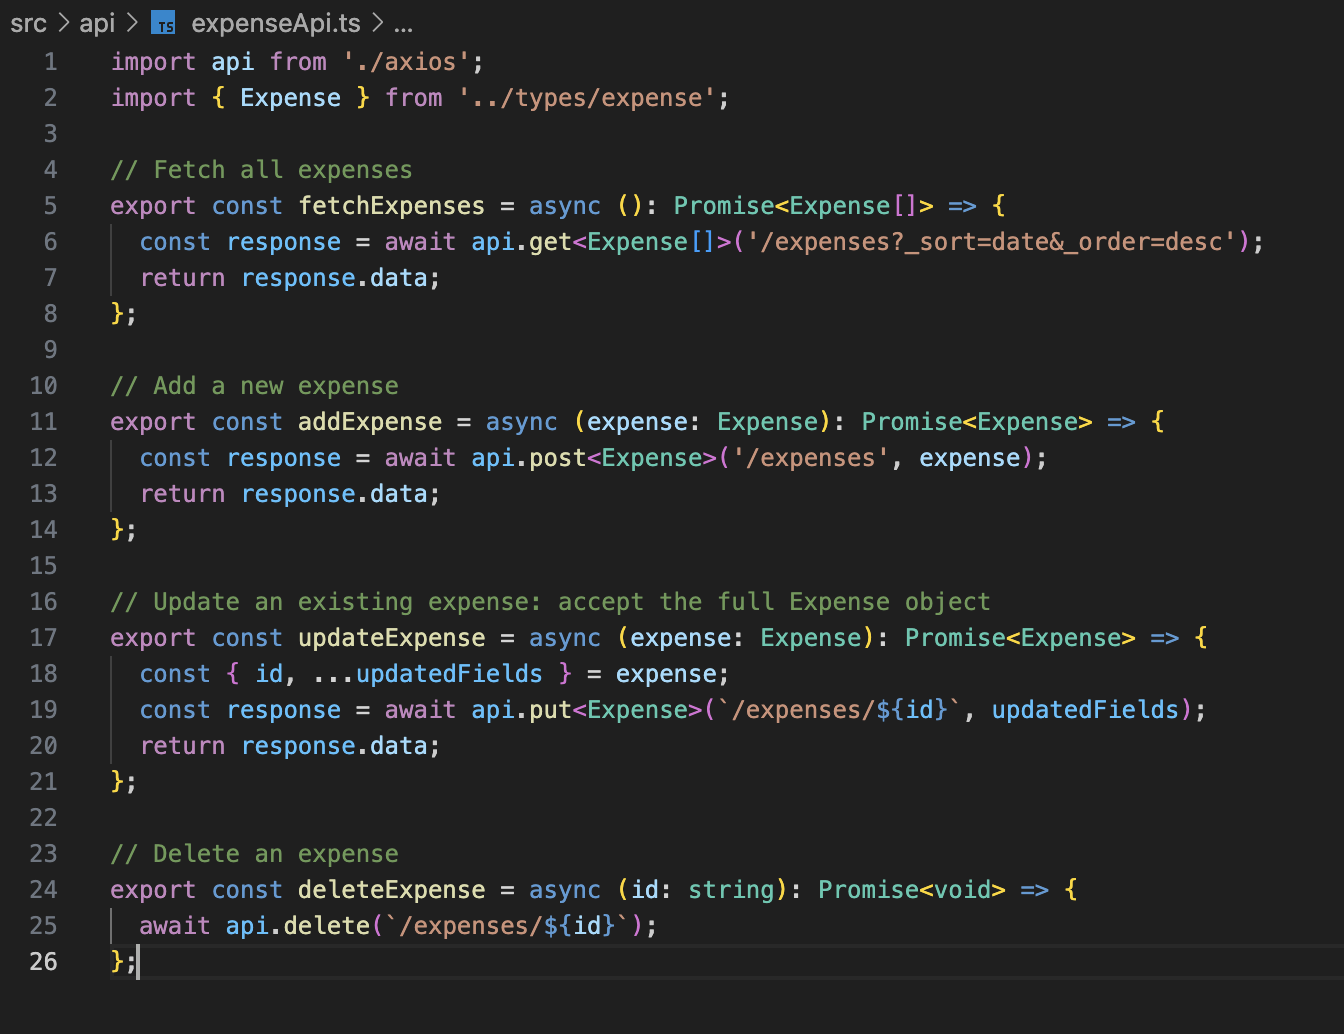 src > api > TS expenseApi.ts > ...
1 import api from './axios';
2 import { Expense } from '../types/expense';
3
4 // Fetch all expenses
5 export const fetchExpenses = async (): Promise<Expense[]> => {
6   const response = await api.get<Expense[]>('/expenses?_sort=date&_order=desc');
7   return response.data;
8 };
9
10 // Add a new expense
11 export const addExpense = async (expense: Expense): Promise<Expense> => {
12   const response = await api.post<Expense>('/expenses', expense);
13   return response.data;
14 };
15
16 // Update an existing expense: accept the full Expense object
17 export const updateExpense = async (expense: Expense): Promise<Expense> => {
18   const { id, ...updatedFields } = expense;
19   const response = await api.put<Expense>(`/expenses/${id}`, updatedFields);
20   return response.data;
21 };
22
23 // Delete an expense
24 export const deleteExpense = async (id: string): Promise<void> => {
25   await api.delete(`/expenses/${id}`);
26 };